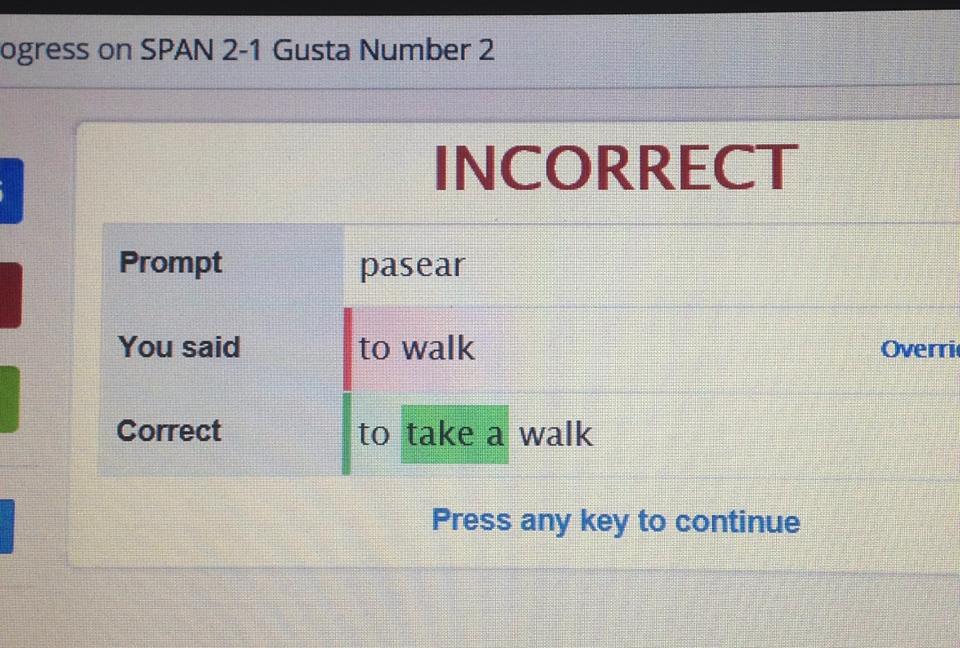 ogress on SPAN 2-1 Gusta Number 2
INCORRECT
Prompt pasear
You said to walk Overri
Correct to take a walk
Press any key to continue